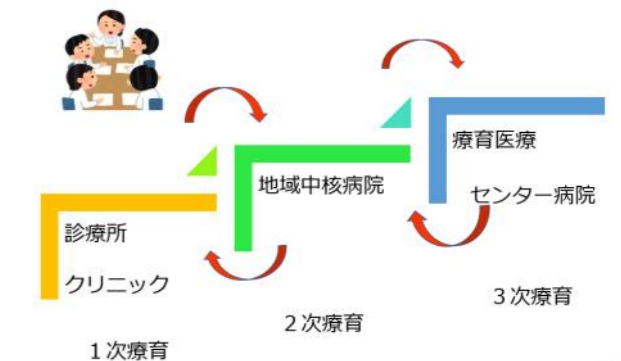 診療所
クリニック
1次療育
地域中核病院
2次療育
療育医療
センター病院
3次療育